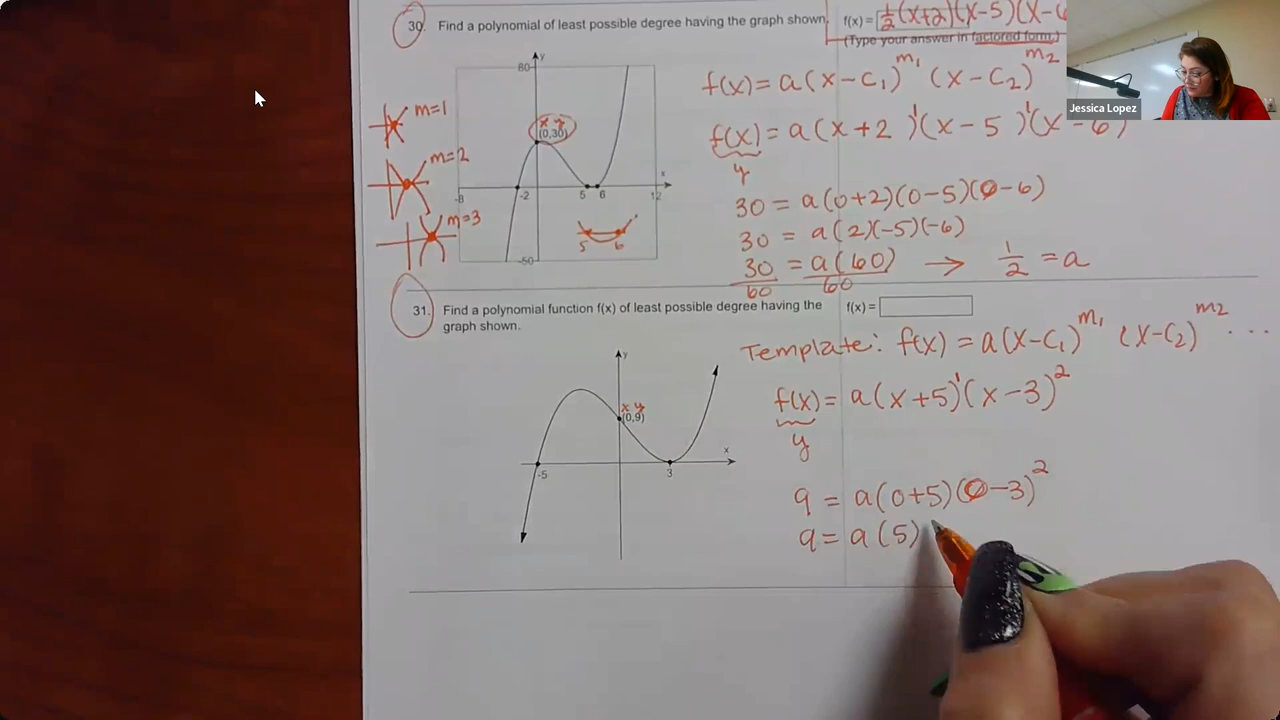 30. Find a polynomial of least possible degree having the graph shown. f(x) = 1/2(x+2)(x-5)(x-6
(Type your answer in factored form.)
f(x) = a(x-c₁)^m₁ (x-c₂)^m₂
80
y
x y
(0,30)
m=1
m=2
m=3
f(x) = a(x+2)¹(x-5)¹(x-6)
y
x
-8
-2
5 6
12
5 6
-50
30 = a(0+2)(0-5)(0-6)
30 = a(2)(-5)(-6)
30 = a(60) → 1/2 = a
60 60
31. Find a polynomial function f(x) of least possible degree having the graph shown. f(x) =
Template: f(x) = a(x-c₁)^m₁ (x-c₂)^m₂ ...
y
x y
(0,9)
x
-5
3
f(x) = a(x+5)¹(x-3)²
y
9 = a(0+5)(0-3)²
9 = a(5)
Jessica Lopez